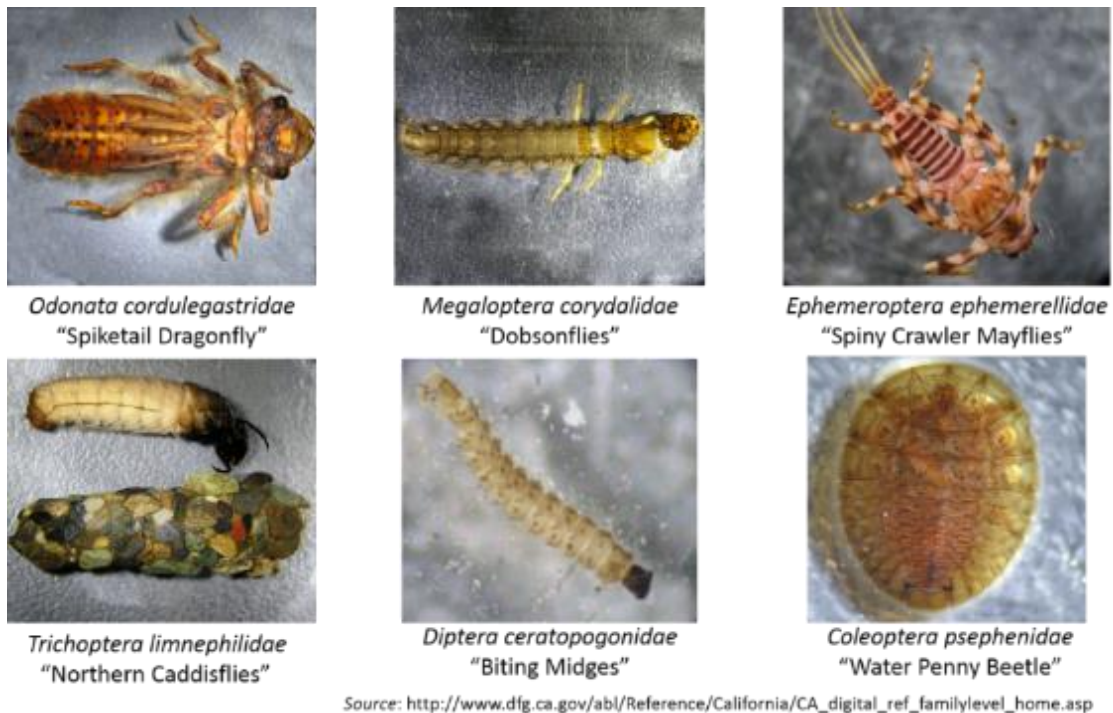 Odonata cordulegastridae
“Spiketail Dragonfly”
Megaloptera corydalidae
“Dobsonflies”
Ephemeroptera ephemerellidae
“Spiny Crawler Mayflies”
Trichoptera limnephilidae
“Northern Caddisflies”
Diptera ceratopogonidae
“Biting Midges”
Coleoptera psephenidae
“Water Penny Beetle”
Source: http://www.dfg.ca.gov/abl/Reference/California/CA_digital_ref_familylevel_home.asp